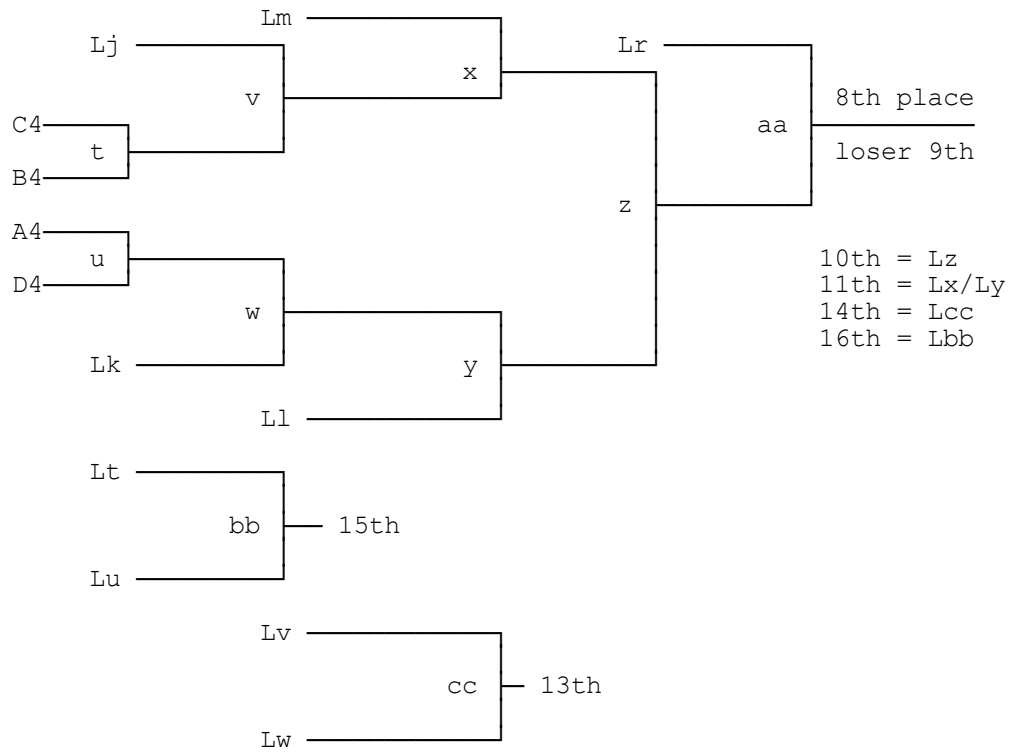 Lm
Lj
Lr
x
v
8th place
C4
aa
t
loser 9th
B4
z
A4
u
10th = Lz
D4
11th = Lx/Ly
w
14th = Lcc
16th = Lbb
Lk
y
Ll
Lt
bb
15th
Lu
Lv
cc
13th
Lw